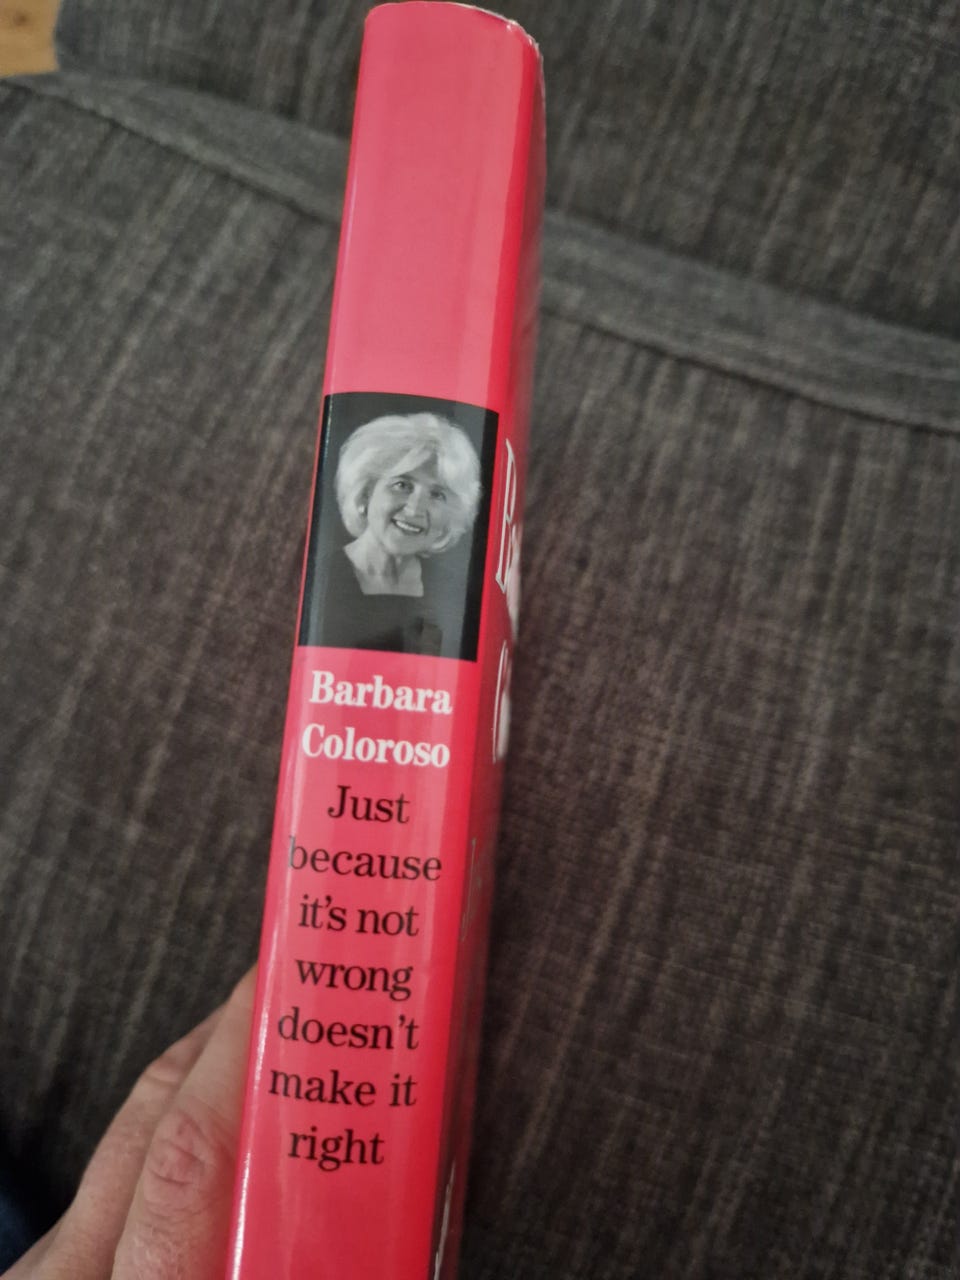 Barbara
Coloroso
Just
because
it's not
wrong
doesn't
make it
right